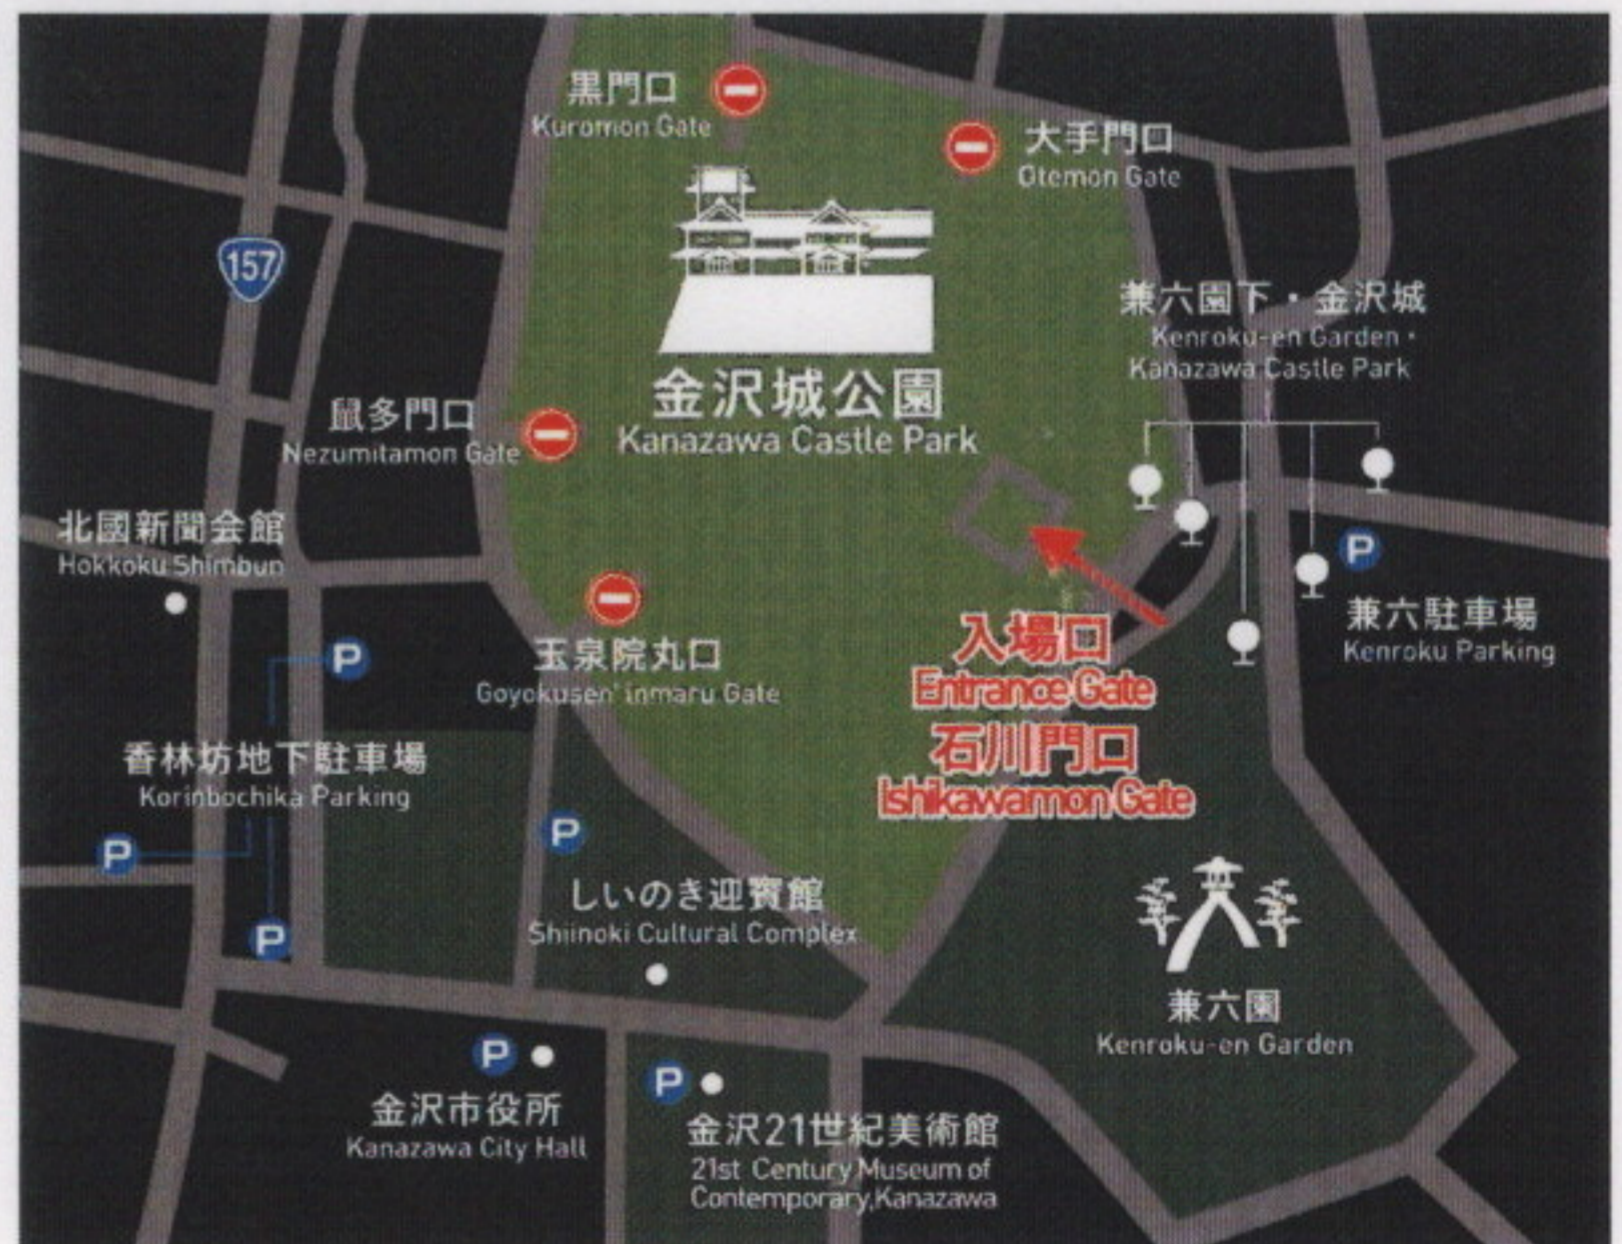 黒門口
Kuromon Gate
大手門口
Otemon Gate
157
兼六園下・金沢城
Kenroku-en Garden・
Kanazawa Castle Park
金沢城公園
Kanazawa Castle Park
鼠多門口
Nezumitamon Gate
北國新聞会館
Hokkoku Shimbun
P
兼六駐車場
Kenroku Parking
入場口
Entrance Gate
石川門口
Ishikawamon Gate
玉泉院丸口
Goyokusen' inmaru Gate
P
香林坊地下駐車場
Korinbochika Parking
P
P
P
しいのき迎賓館
Shiinoki Cultural Complex
兼六園
Kenroku-en Garden
P
金沢市役所
Kanazawa City Hall
P
金沢21世紀美術館
21st Century Museum of
Contemporary,Kanazawa